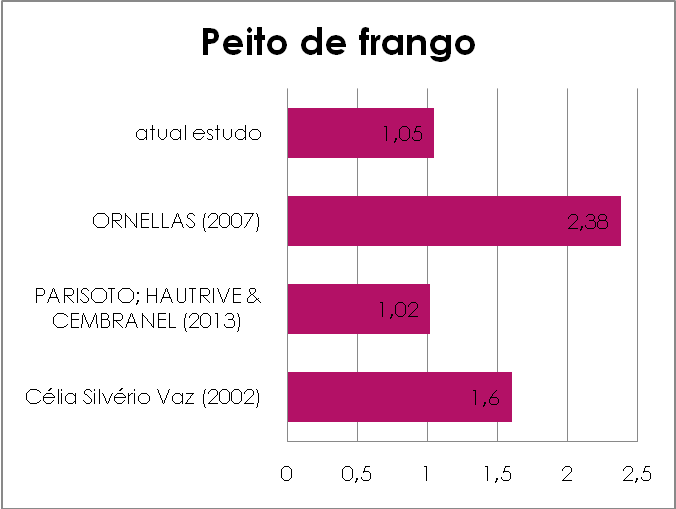 Peito de frango
atual estudo
1,05
ORNELLAS (2007)
2,38
PARISOTO; HAUTRIVE &
CEMBRANEL (2013)
1,02
Célia Silvério Vaz (2002)
1,6
0 0,5 1 1,5 2 2,5